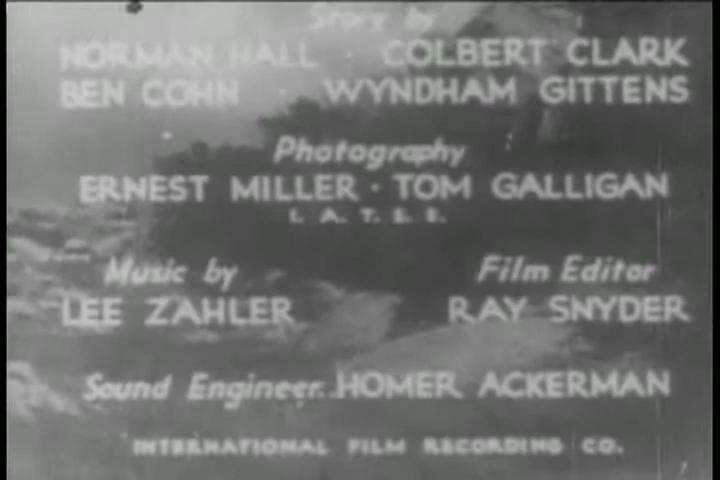 Story by
NORMAN HALL · COLBERT CLARK
BEN COHN · WYNDHAM GITTENS
Photography
ERNEST MILLER · TOM GALLIGAN
I. A. T. S. E.
Music by Film Editor
LEE ZAHLER RAY SNYDER
Sound Engineer..HOMER ACKERMAN
INTERNATIONAL FILM RECORDING CO.